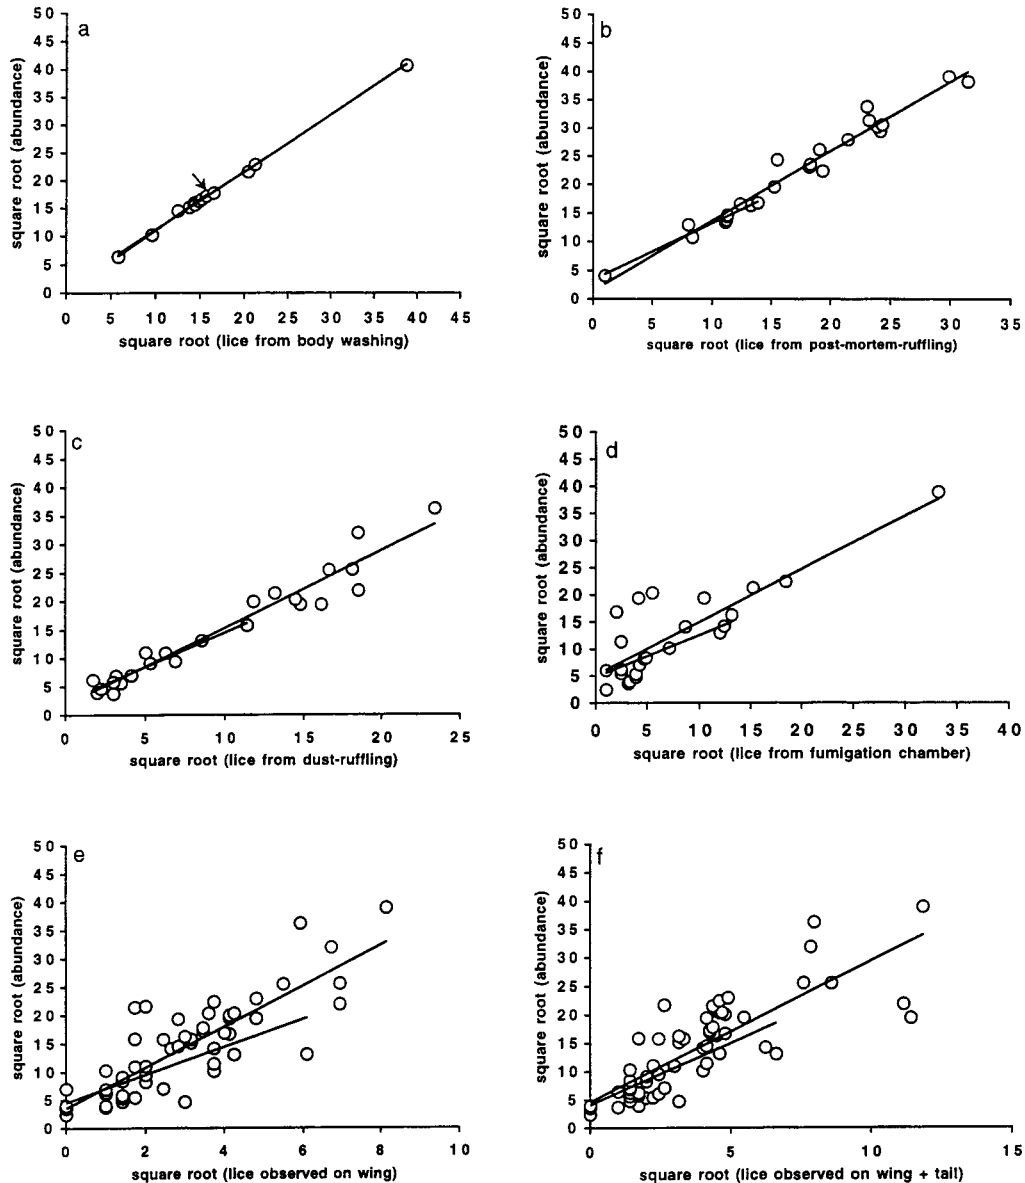 a
50
45
40
35
30
25
20
15
10
5
0
square root (abundance)
0 5 10 15 20 25 30 35 40 45
square root (lice from body washing)
b
50
45
40
35
30
25
20
15
10
5
0
square root (abundance)
0 5 10 15 20 25 30 35
square root (lice from post-mortem-ruffling)
c
50
45
40
35
30
25
20
15
10
5
0
square root (abundance)
0 5 10 15 20 25
square root (lice from dust-ruffling)
d
50
45
40
35
30
25
20
15
10
5
0
square root (abundance)
0 5 10 15 20 25 30 35 40
square root (lice from fumigation chamber)
e
50
45
40
35
30
25
20
15
10
5
0
square root (abundance)
0 2 4 6 8 10
square root (lice observed on wing)
f
50
45
40
35
30
25
20
15
10
5
0
square root (abundance)
0 5 10 15
square root (lice observed on wing + tail)